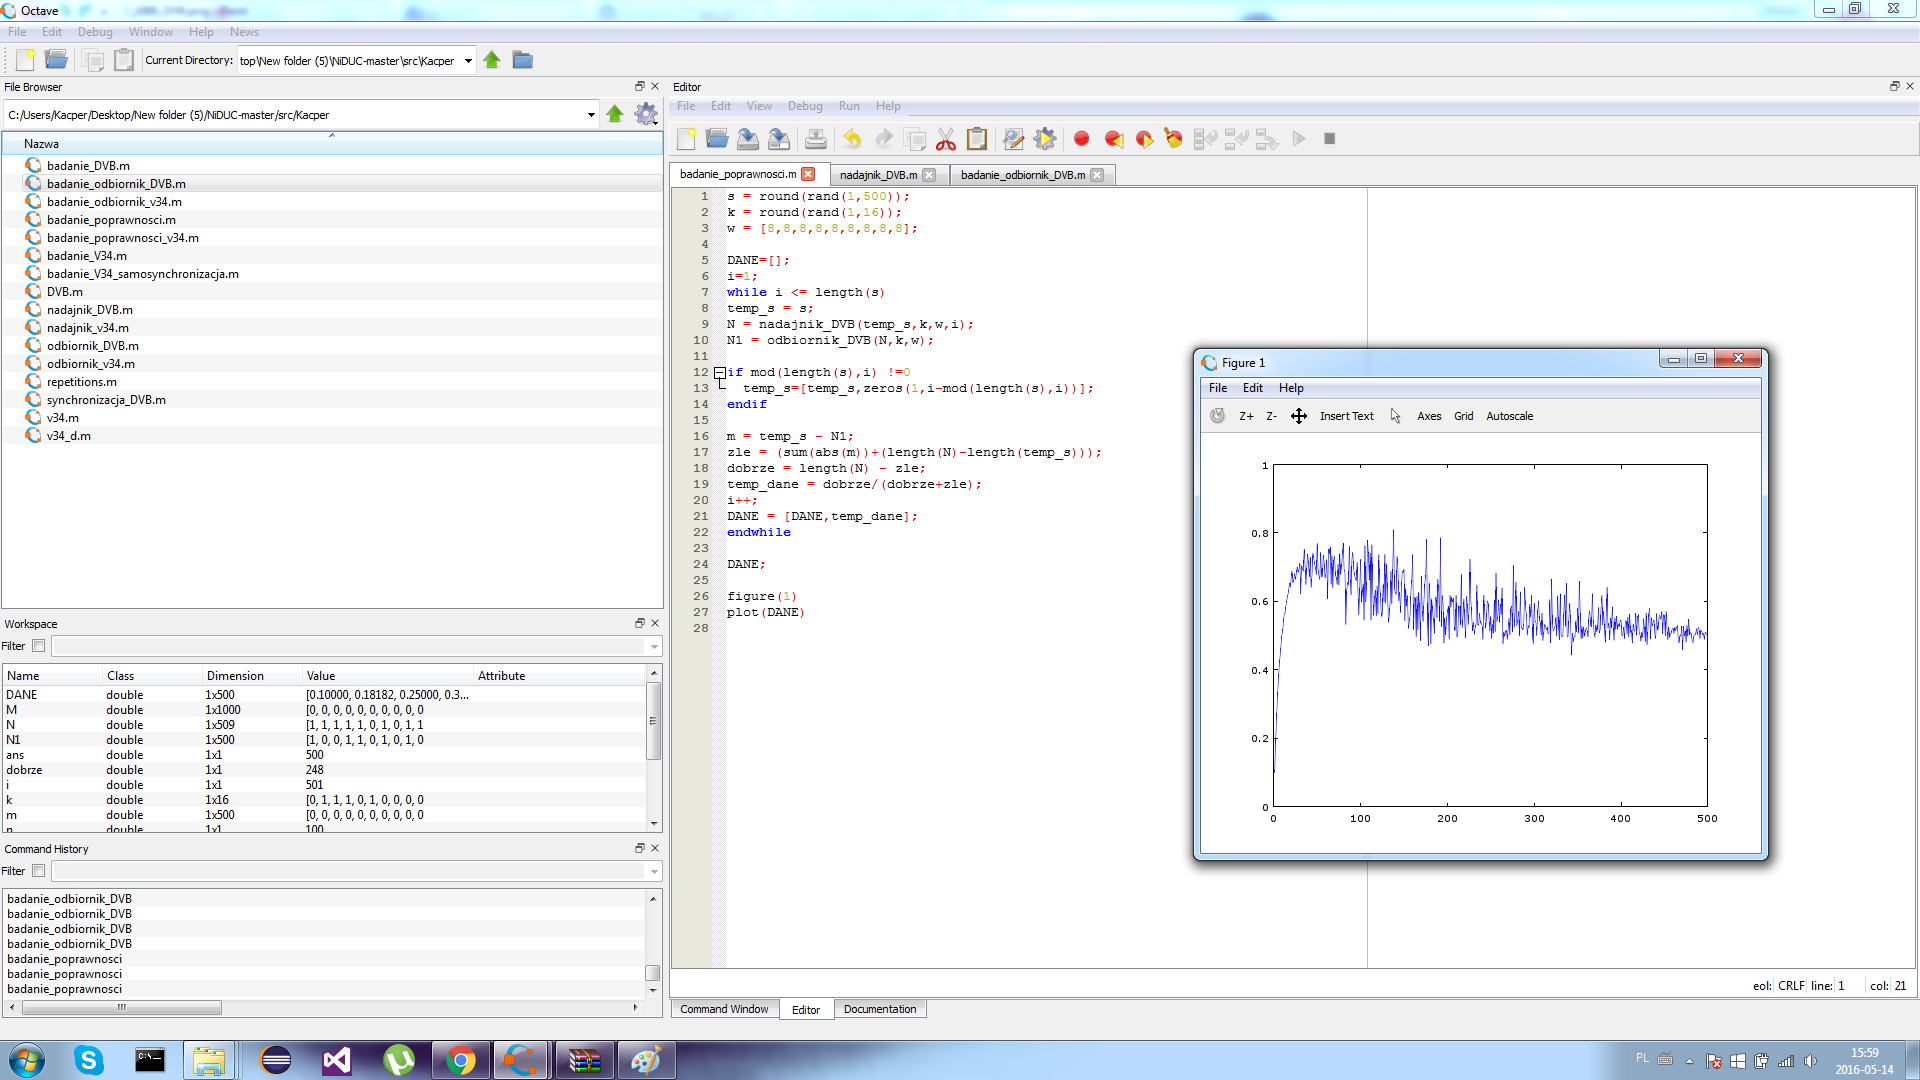 Octave
File Edit Debug Window Help News
Current Directory: top\New folder (5)\NiDUC-master\src\Kacper
File Browser
C:/Users/Kacper/Desktop/New folder (5)/NiDUC-master/src/Kacper
Nazwa
badanie_DVB.m
badanie_odbiornik_DVB.m
badanie_odbiornik_v34.m
badanie_poprawnosci.m
badanie_poprawnosci_v34.m
badanie_V34.m
badanie_V34_samosynchronizacja.m
DVB.m
nadajnik_DVB.m
nadajnik_v34.m
odbiornik_DVB.m
odbiornik_v34.m
repetitions.m
synchronizacja_DVB.m
v34.m
v34_d.m
Workspace
Filter
Name Class Dimension Value Attribute
DANE double 1x500 [0.10000, 0.18182, 0.25000, 0.3...
M double 1x1000 [0, 0, 0, 0, 0, 0, 0, 0, 0, 0
N double 1x509 [1, 1, 1, 1, 1, 0, 1, 0, 1, 1
N1 double 1x500 [1, 0, 0, 1, 1, 0, 1, 0, 1, 0
ans double 1x1 500
dobrze double 1x1 248
i double 1x1 501
k double 1x16 [0, 1, 1, 1, 0, 1, 0, 0, 0, 0
m double 1x500 [0, 0, 0, 0, 0, 0, 0, 0, 0, 0
n double 1x1 100
Command History
Filter
badanie_odbiornik_DVB
badanie_odbiornik_DVB
badanie_odbiornik_DVB
badanie_odbiornik_DVB
badanie_poprawnosci
badanie_poprawnosci
badanie_poprawnosci
Editor
File Edit View Debug Run Help
badanie_poprawnosci.m nadajnik_DVB.m badanie_odbiornik_DVB.m
1 s = round(rand(1,500));
2 k = round(rand(1,16));
3 w = [8,8,8,8,8,8,8,8,8];
4
5 DANE=[];
6 i=1;
7 while i <= length(s)
8 temp_s = s;
9 N = nadajnik_DVB(temp_s,k,w,i);
10 N1 = odbiornik_DVB(N,k,w);
11
12 if mod(length(s),i) !=0
13 temp_s=[temp_s,zeros(1,i-mod(length(s),i))];
14 endif
15
16 m = temp_s - N1;
17 zle = (sum(abs(m))+(length(N)-length(temp_s)));
18 dobrze = length(N) - zle;
19 temp_dane = dobrze/(dobrze+zle);
20 i++;
21 DANE = [DANE,temp_dane];
22 endwhile
23
24 DANE;
25
26 figure(1)
27 plot(DANE)
28
eol: CRLF line: 1 col: 21
Command Window Editor Documentation
Figure 1
File Edit Help
Z+ Z- Insert Text Axes Grid Autoscale
1
0.8
0.6
0.4
0.2
0
0 100 200 300 400 500
PL
15:59
2016-05-14